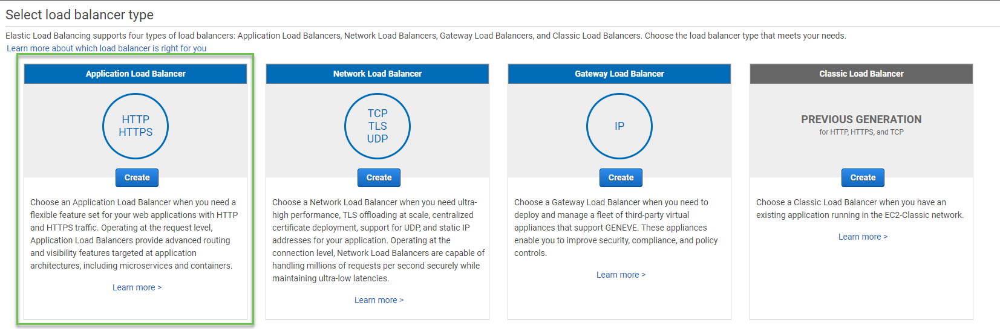 Select load balancer type
Elastic Load Balancing supports four types of load balancers: Application Load Balancers, Network Load Balancers, Gateway Load Balancers, and Classic Load Balancers. Choose the load balancer type that meets your needs.
Learn more about which load balancer is right for you
Application Load Balancer
HTTP
HTTPS
Create
Choose an Application Load Balancer when you need a
flexible feature set for your web applications with HTTP
and HTTPS traffic. Operating at the request level,
Application Load Balancers provide advanced routing
and visibility features targeted at application
architectures, including microservices and containers.
Learn more >
Network Load Balancer
TCP
TLS
UDP
Create
Choose a Network Load Balancer when you need ultra-
high performance, TLS offloading at scale, centralized
certificate deployment, support for UDP, and static IP
addresses for your application. Operating at the
connection level, Network Load Balancers are capable of
handling millions of requests per second securely while
maintaining ultra-low latencies.
Learn more >
Gateway Load Balancer
IP
Create
Choose a Gateway Load Balancer when you need to
deploy and manage a fleet of third-party virtual
appliances that support GENEVE. These appliances
enable you to improve security, compliance, and policy
controls.
Learn more >
Classic Load Balancer
PREVIOUS GENERATION
for HTTP, HTTPS, and TCP
Create
Choose a Classic Load Balancer when you have an
existing application running in the EC2-Classic network.
Learn more >